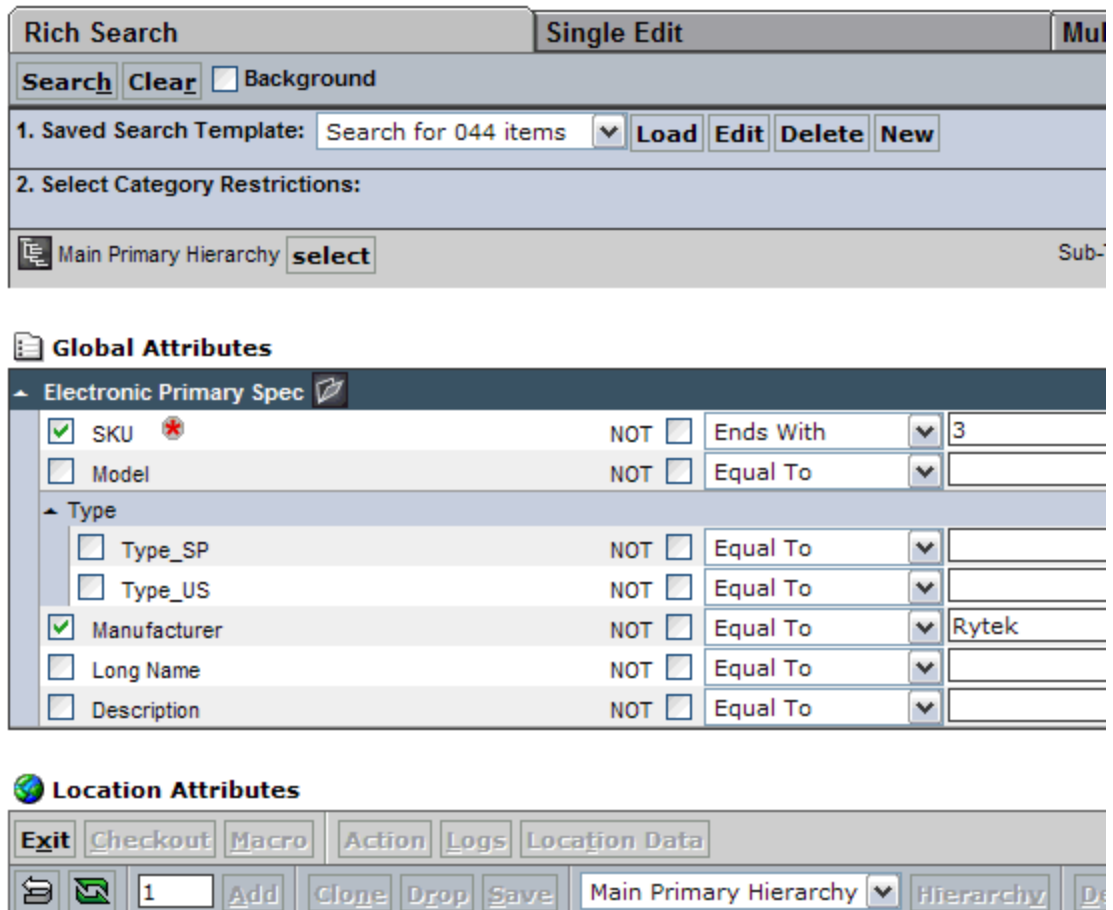 Rich Search Single Edit Mul
Search Clear Background
1. Saved Search Template: Search for 044 items Load Edit Delete New
2. Select Category Restrictions:
Main Primary Hierarchy select Sub-
Global Attributes
Electronic Primary Spec
SKU NOT Ends With 3
Model NOT Equal To
Type
Type_SP NOT Equal To
Type_US NOT Equal To
Manufacturer NOT Equal To Rytek
Long Name NOT Equal To
Description NOT Equal To
Location Attributes
Exit Checkout Macro Action Logs Location Data
1 Add Clone Drop Save Main Primary Hierarchy Hierarchy De